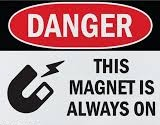 DANGER
THIS
MAGNET IS
ALWAYS ON